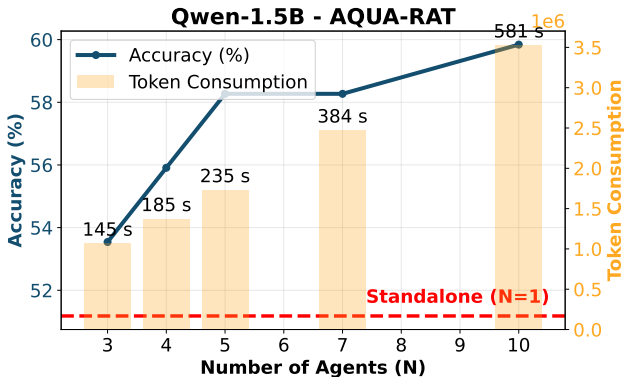 Qwen-1.5B - AQUA-RAT
1e6
Accuracy (%)
Token Consumption
581 s
384 s
235 s
185 s
145 s
Standalone (N=1)
60
58
56
54
52
Accuracy (%)
3.5
3.0
2.5
2.0
1.5
1.0
0.5
0.0
Token Consumption
3 4 5 6 7 8 9 10
Number of Agents (N)